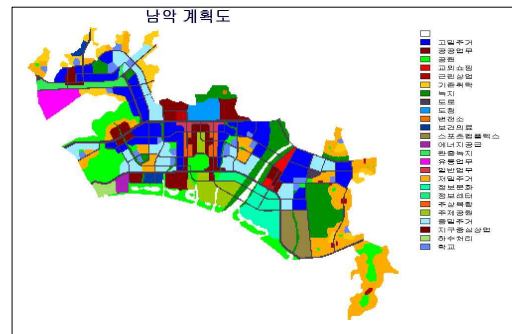 남악 계획도
고밀주거
공공업무
공원
교외쇼핑
근린상업
기존취락
녹지
도로
도청
변전소
보건의료
스포츠컴플렉스
에너지공급
완충녹지
유통업무
일반업무
저밀주거
정보문화
정보센터
주상복합
주제공원
중밀주거
지구중심상업
하수처리
학교